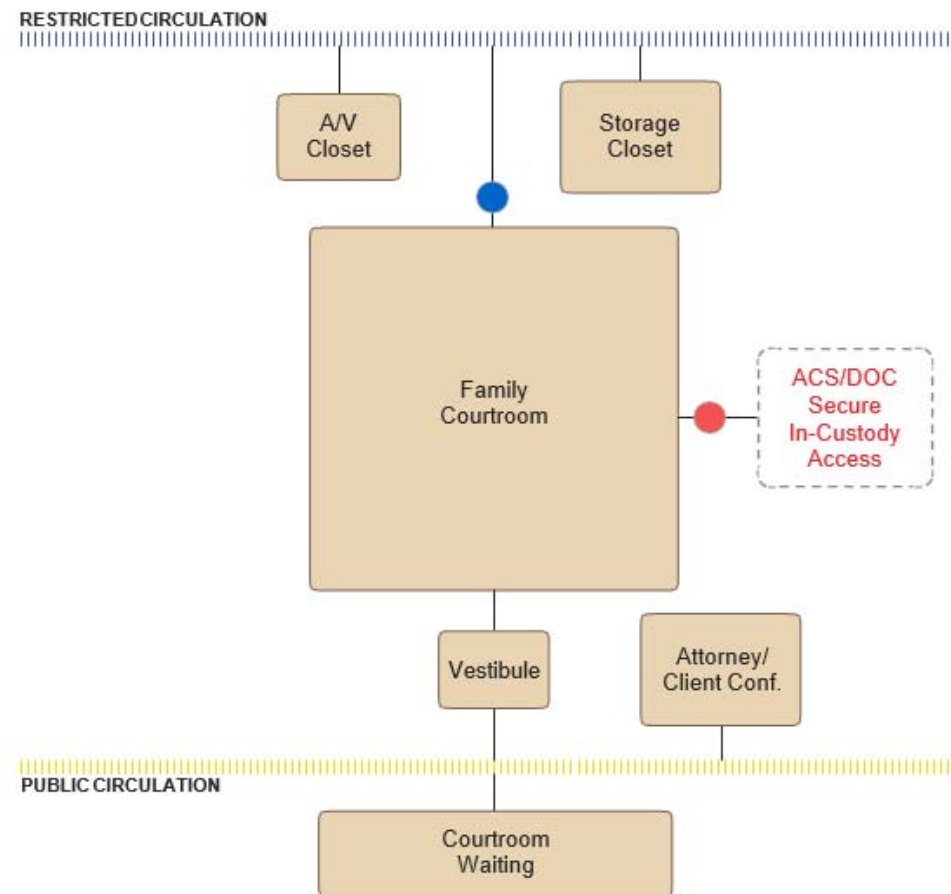 RESTRICTED CIRCULATION
A/V
Closet
Storage
Closet
Family
Courtroom
ACS/DOC
Secure
In-Custody
Access
Vestibule
Attorney/
Client Conf.
PUBLIC CIRCULATION
Courtroom
Waiting